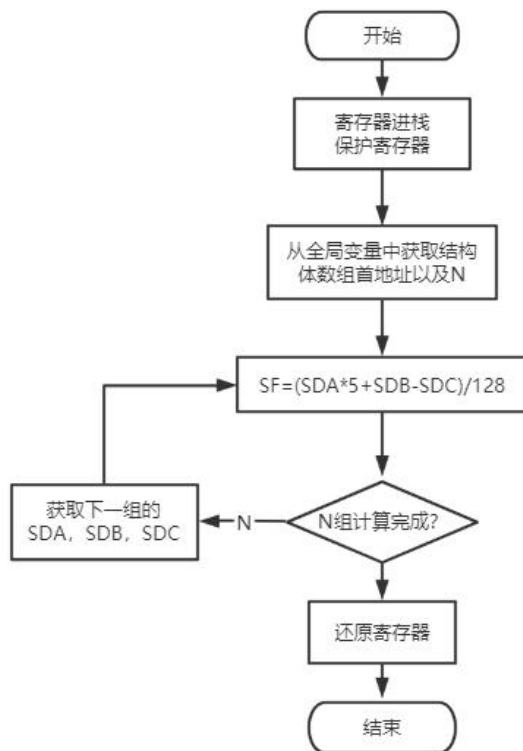 开始
寄存器进栈
保护寄存器
从全局变量中获取结构
体数组首地址以及N
SF=(SDA*5+SDB-SDC)/128
获取下一组的
SDA，SDB，SDC
N
N组计算完成?
还原寄存器
结束